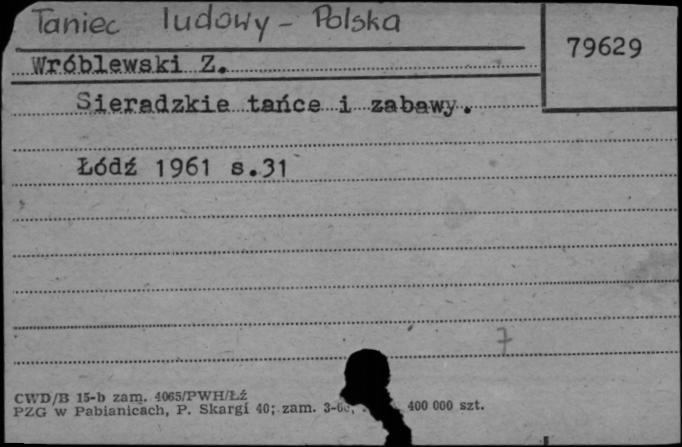 Taniec ludowy - Polska
79629
Wróblewski Z.
Sieradzkie tańce i zabawy.
Łódź 1961 s.31
7
CWD/B 15-b zam. 4065/PWH/Łź
PZG w Pabianicach, P. Skargi 40; zam. 400 000 szt.